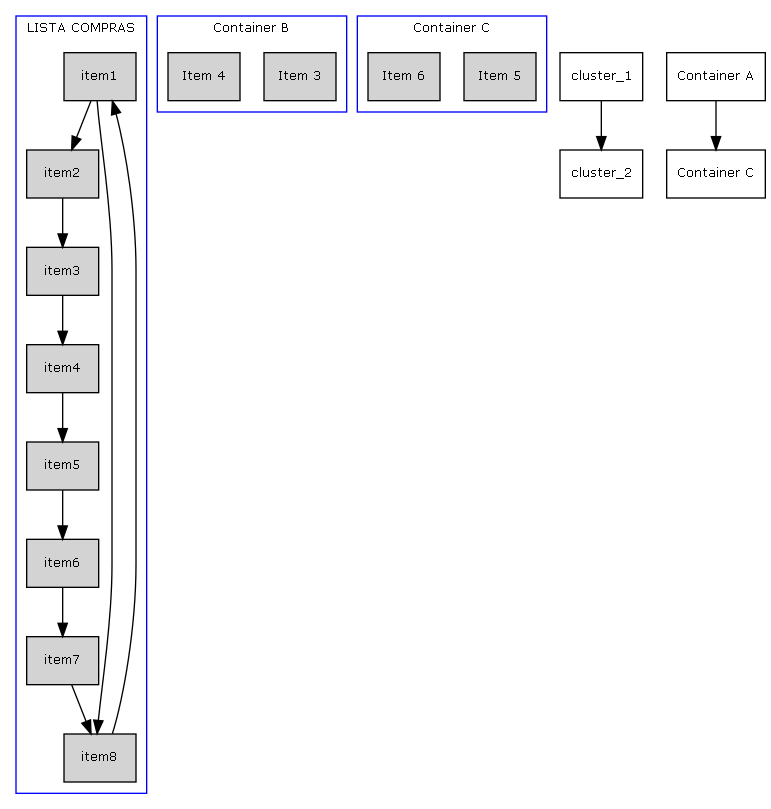 LISTA COMPRAS
item1
item2
item3
item4
item5
item6
item7
item8
Container B
Item 4
Item 3
Container C
Item 6
Item 5
cluster_1
cluster_2
Container A
Container C